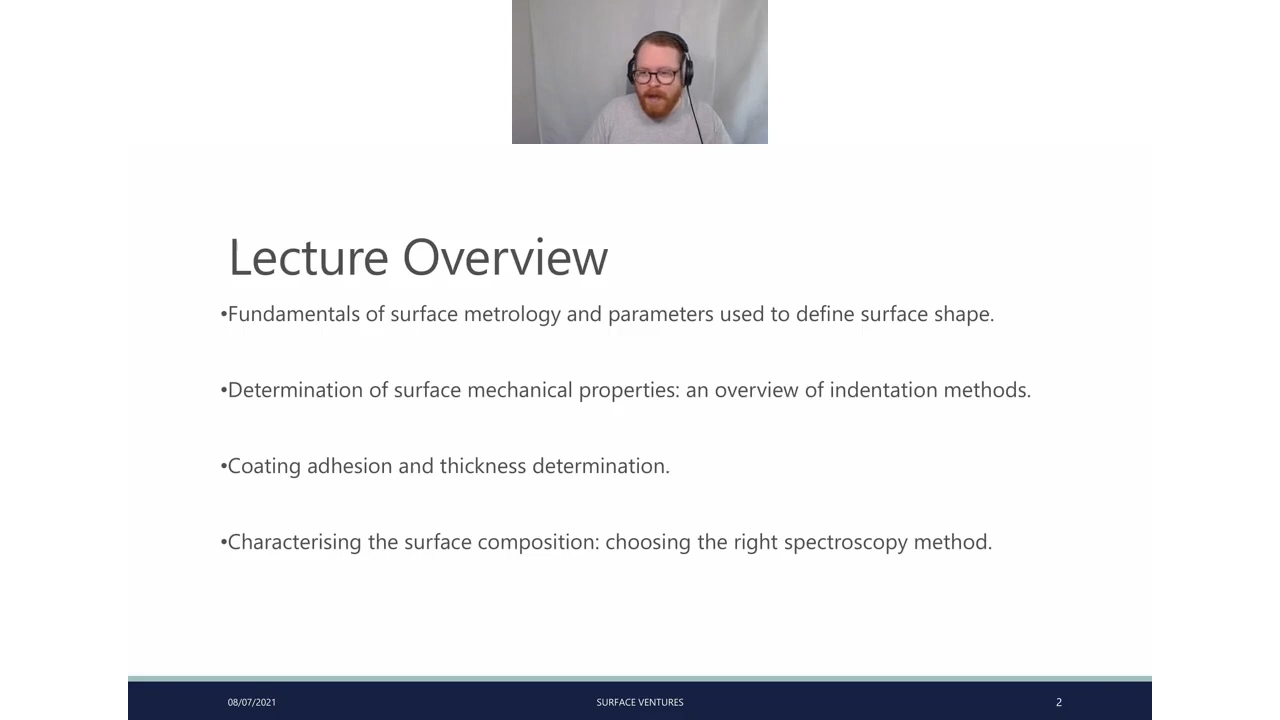 Lecture Overview
•Fundamentals of surface metrology and parameters used to define surface shape.
•Determination of surface mechanical properties: an overview of indentation methods.
•Coating adhesion and thickness determination.
•Characterising the surface composition: choosing the right spectroscopy method.
08/07/2021
SURFACE VENTURES
2